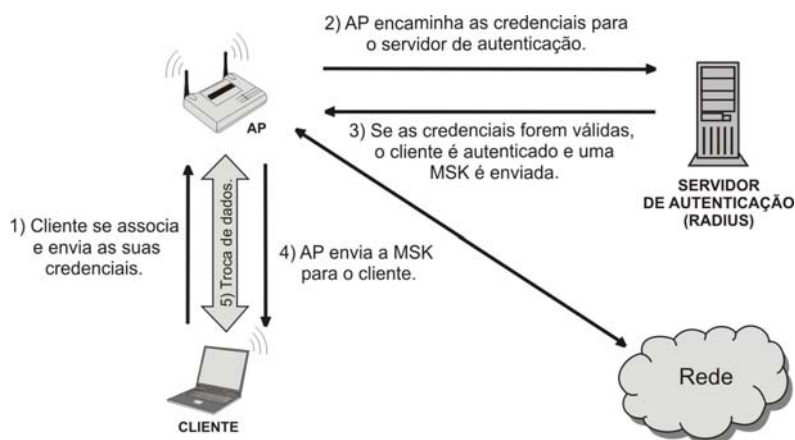 2) AP encaminha as credenciais para
o servidor de autenticação.
AP
3) Se as credenciais forem válidas,
o cliente é autenticado e uma
MSK é enviada.
SERVIDOR
DE AUTENTICAÇÃO
(RADIUS)
1) Cliente se associa
e envia as suas
credenciais.
5) Troca de dados.
4) AP envia a MSK
para o cliente.
Rede
CLIENTE